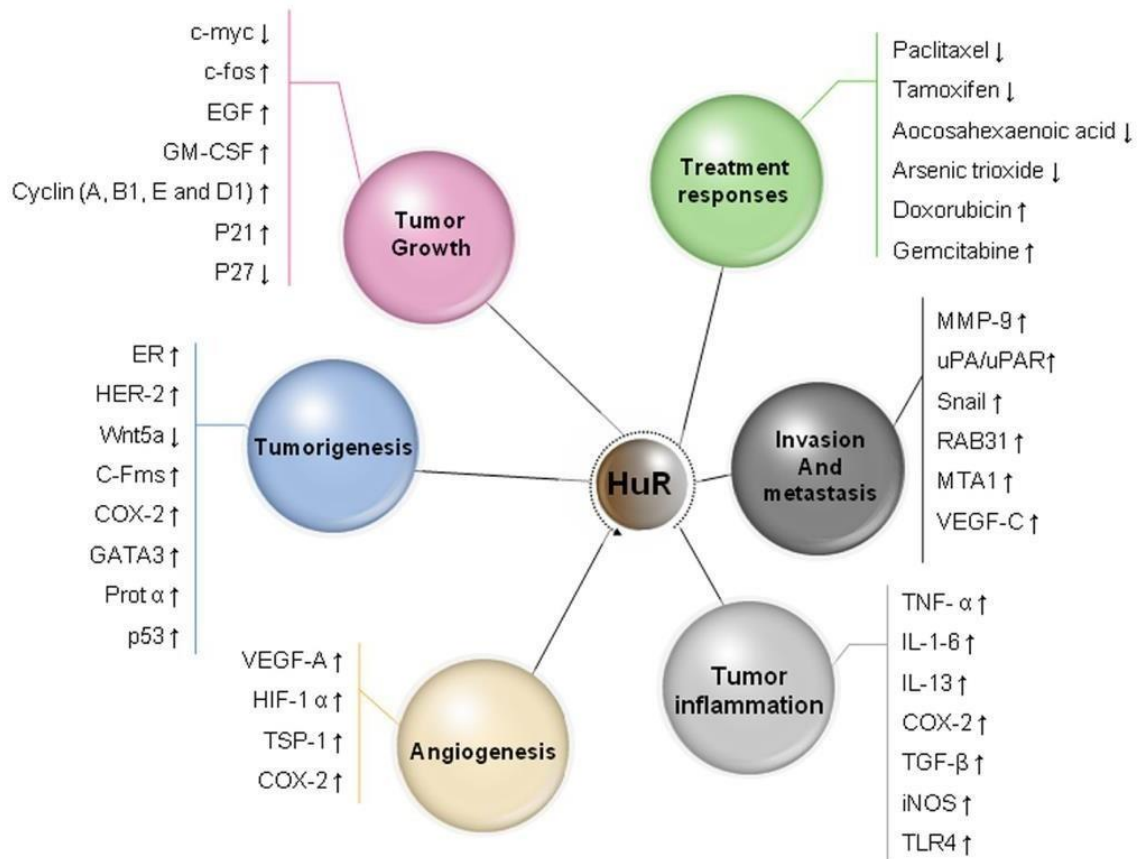 c-myc ↓
c-fos ↑
EGF ↑
GM-CSF ↑
Cyclin (A, B1, E and D1) ↑
P21 ↑
P27 ↓
Tumor
Growth
Paclitaxel ↓
Tamoxifen ↓
Aocosahexaenoic acid ↓
Arsenic trioxide ↓
Doxorubicin ↑
Gemcitabine ↑
Treatment
responses
ER ↑
HER-2 ↑
Wnt5a ↓
C-Fms ↑
COX-2 ↑
GATA3 ↑
Prot α ↑
p53 ↑
Tumorigenesis
HuR
MMP-9 ↑
uPA/uPAR↑
Snail ↑
RAB31 ↑
MTA1 ↑
VEGF-C ↑
Invasion
And
metastasis
VEGF-A ↑
HIF-1 α ↑
TSP-1 ↑
COX-2 ↑
Angiogenesis
TNF- α ↑
IL-1-6 ↑
IL-13 ↑
COX-2 ↑
TGF-β ↑
iNOS ↑
TLR4 ↑
Tumor
inflammation